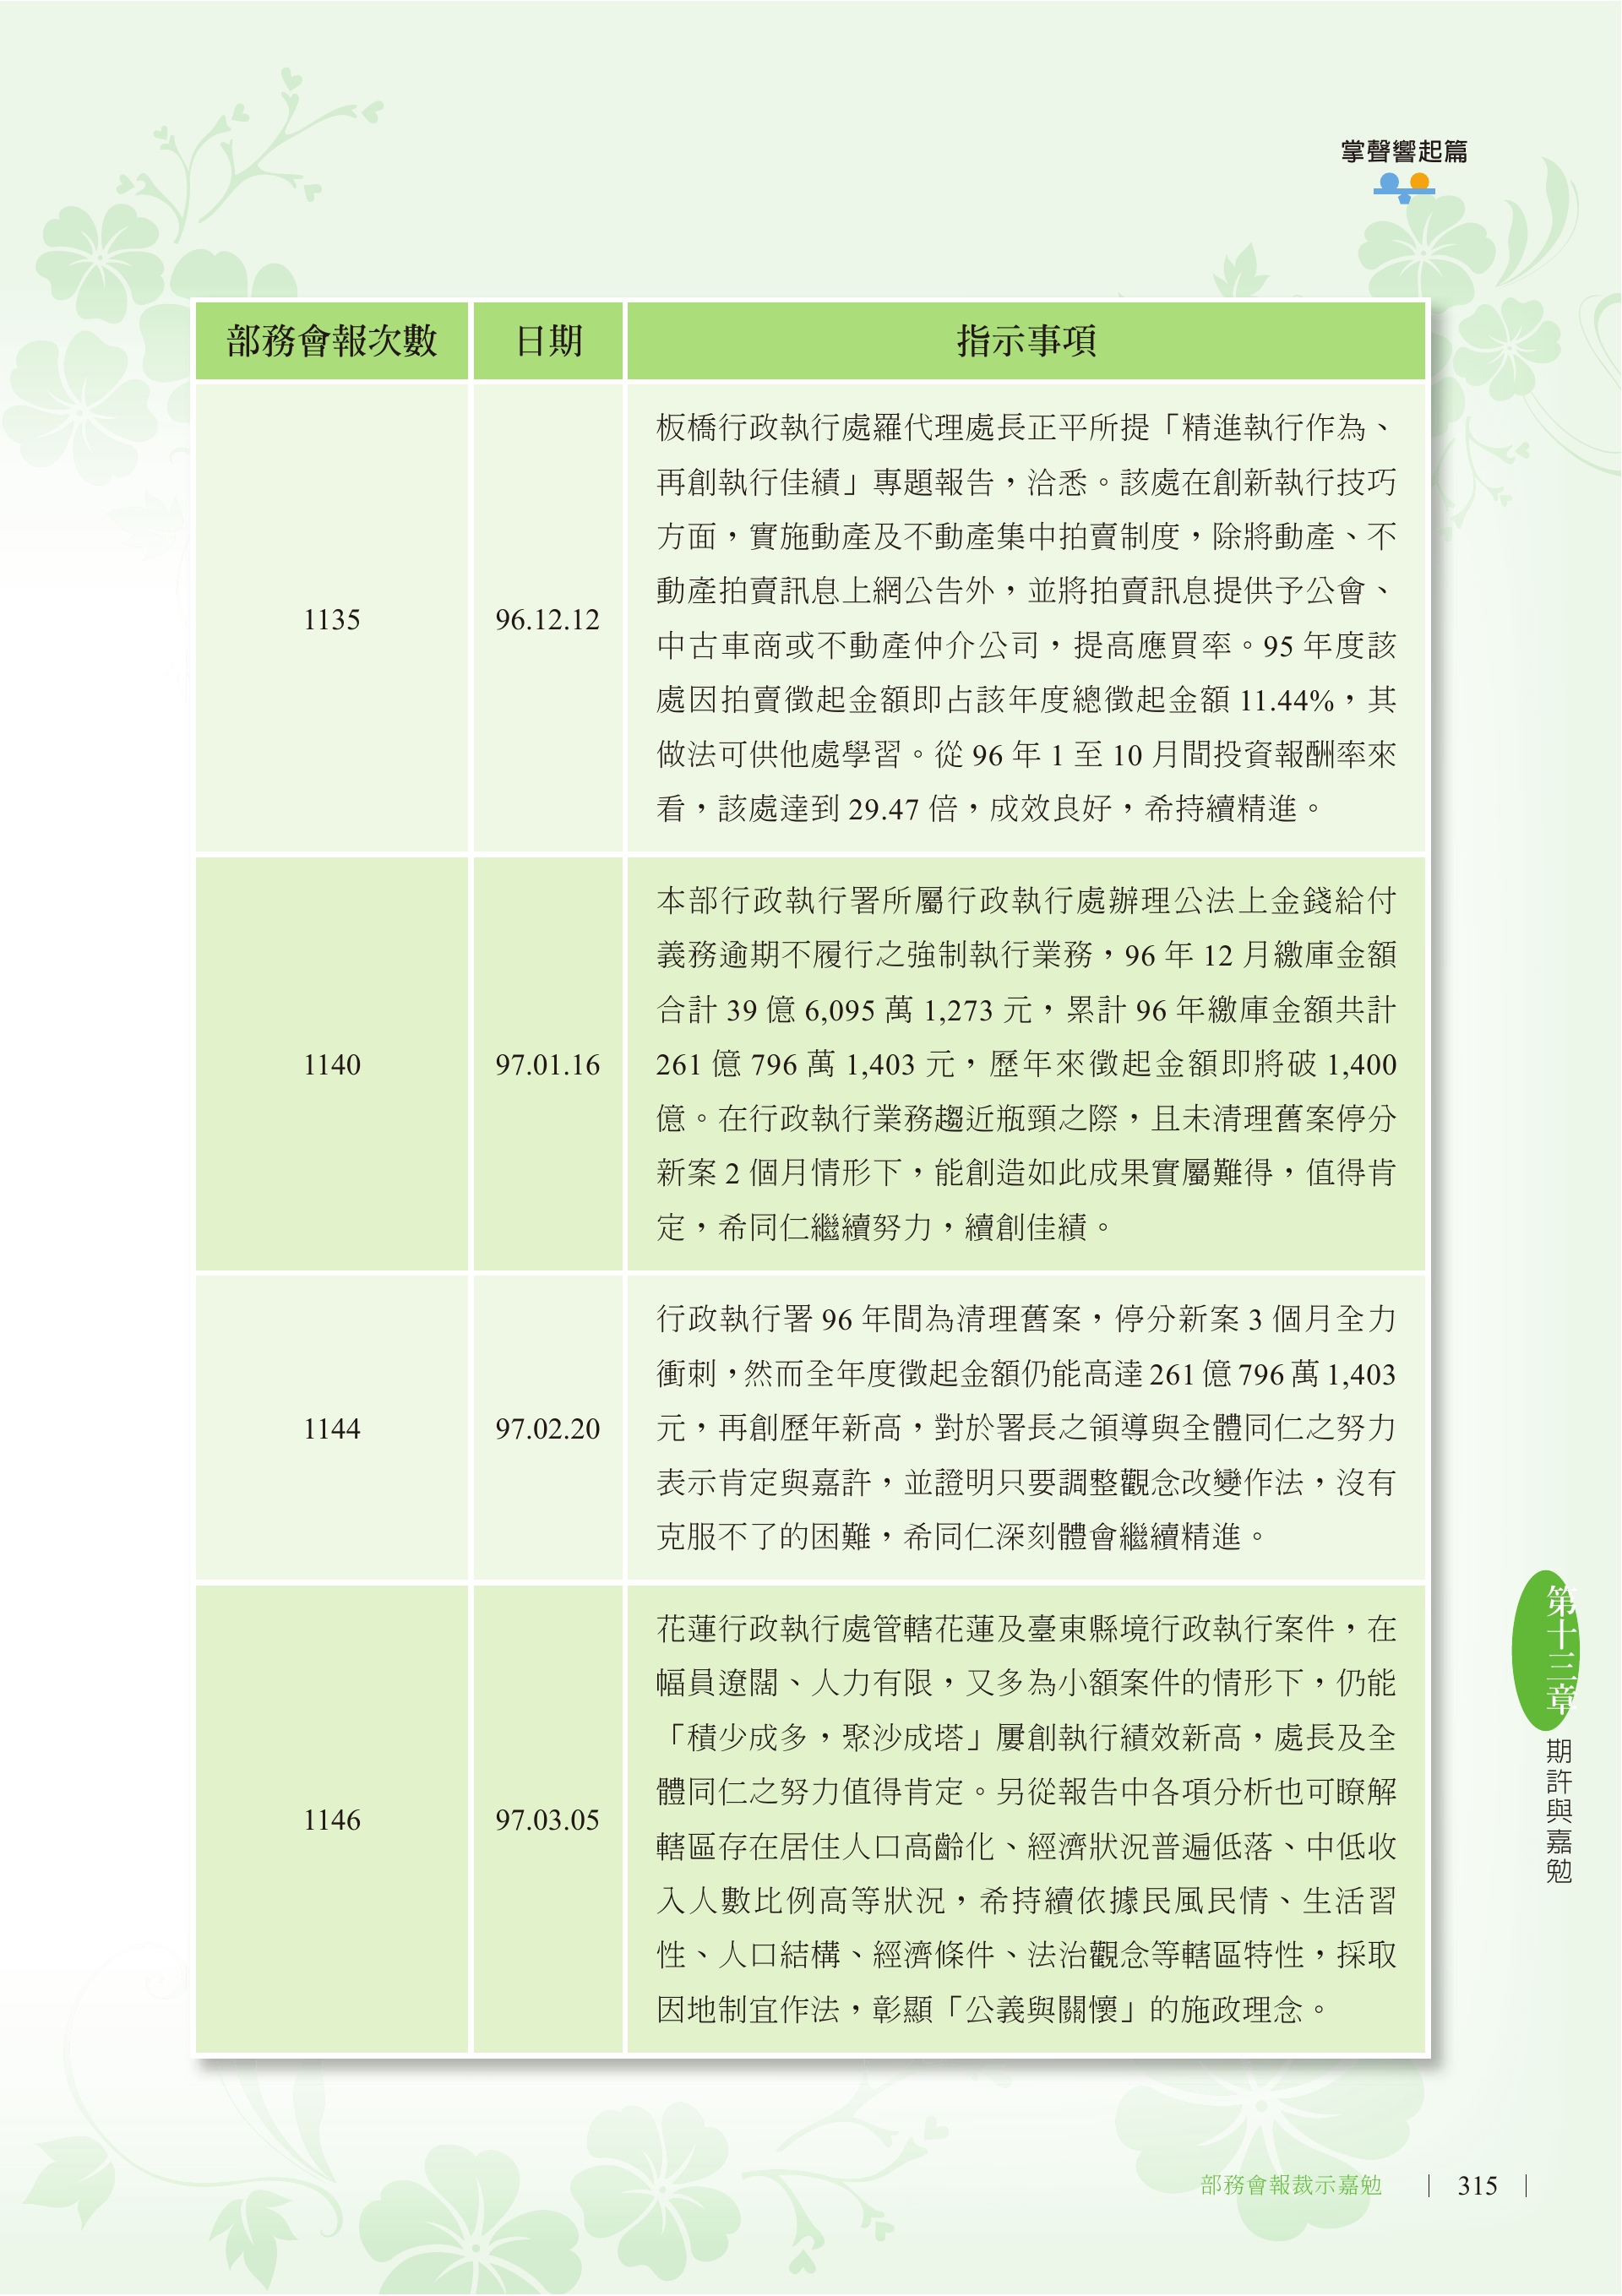 掌聲響起篇
部務會報次數 日期 指示事項
1135 96.12.12
板橋行政執行處羅代理處長正平所提「精進執行作為、
再創執行佳績」專題報告，洽悉。該處在創新執行技巧
方面，實施動產及不動產集中拍賣制度，除將動產、不
動產拍賣訊息上網公告外，並將拍賣訊息提供予公會、
中古車商或不動產仲介公司，提高應買率。95 年度該
處因拍賣徵起金額即占該年度總徵起金額 11.44%，其
做法可供他處學習。從 96 年 1 至 10 月間投資報酬率來
看，該處達到 29.47 倍，成效良好，希持續精進。
1140 97.01.16
本部行政執行署所屬行政執行處辦理公法上金錢給付
義務逾期不履行之強制執行業務，96 年 12 月繳庫金額
合計 39 億 6,095 萬 1,273 元，累計 96 年繳庫金額共計
261 億 796 萬 1,403 元，歷年來徵起金額即將破 1,400
億。在行政執行業務趨近瓶頸之際，且未清理舊案停分
新案 2 個月情形下，能創造如此成果實屬難得，值得肯
定，希同仁繼續努力，續創佳績。
1144 97.02.20
行政執行署 96 年間為清理舊案，停分新案 3 個月全力
衝刺，然而全年度徵起金額仍能高達 261 億 796 萬 1,403
元，再創歷年新高，對於署長之領導與全體同仁之努力
表示肯定與嘉許，並證明只要調整觀念改變作法，沒有
克服不了的困難，希同仁深刻體會繼續精進。
1146 97.03.05
花蓮行政執行處管轄花蓮及臺東縣境行政執行案件，在
幅員遼闊、人力有限，又多為小額案件的情形下，仍能
「積少成多，聚沙成塔」屢創執行績效新高，處長及全
體同仁之努力值得肯定。另從報告中各項分析也可瞭解
轄區存在居住人口高齡化、經濟狀況普遍低落、中低收
入人數比例高等狀況，希持續依據民風民情、生活習
性、人口結構、經濟條件、法治觀念等轄區特性，採取
因地制宜作法，彰顯「公義與關懷」的施政理念。
第十三章 期許與嘉勉
部務會報裁示嘉勉 | 315 |